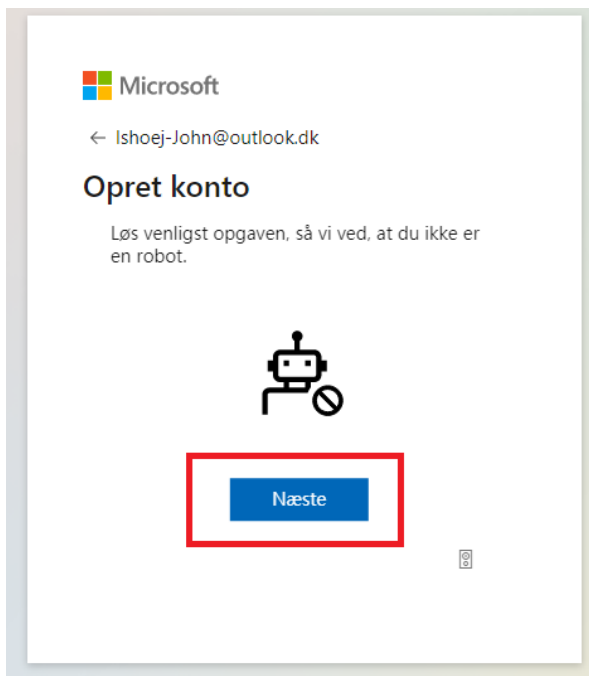 Microsoft
← Ishoej-John@outlook.dk
Opret konto
Løs venligst opgaven, så vi ved, at du ikke er
en robot.
Næste